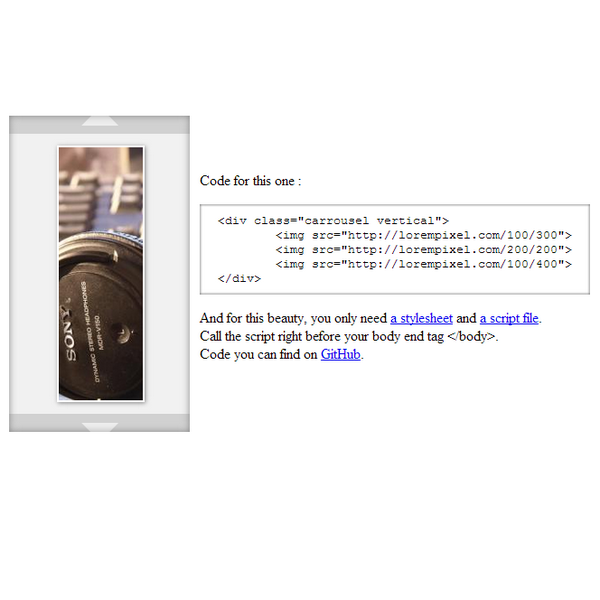 SONY
DYNAMIC STEREO HEADPHONES
MDR-V150
Code for this one :
<div class="carrousel vertical">
<img src="http://lorempixel.com/100/300">
<img src="http://lorempixel.com/200/200">
<img src="http://lorempixel.com/100/400">
</div>
And for this beauty, you only need a stylesheet and a script file.
Call the script right before your body end tag </body>.
Code you can find on GitHub.